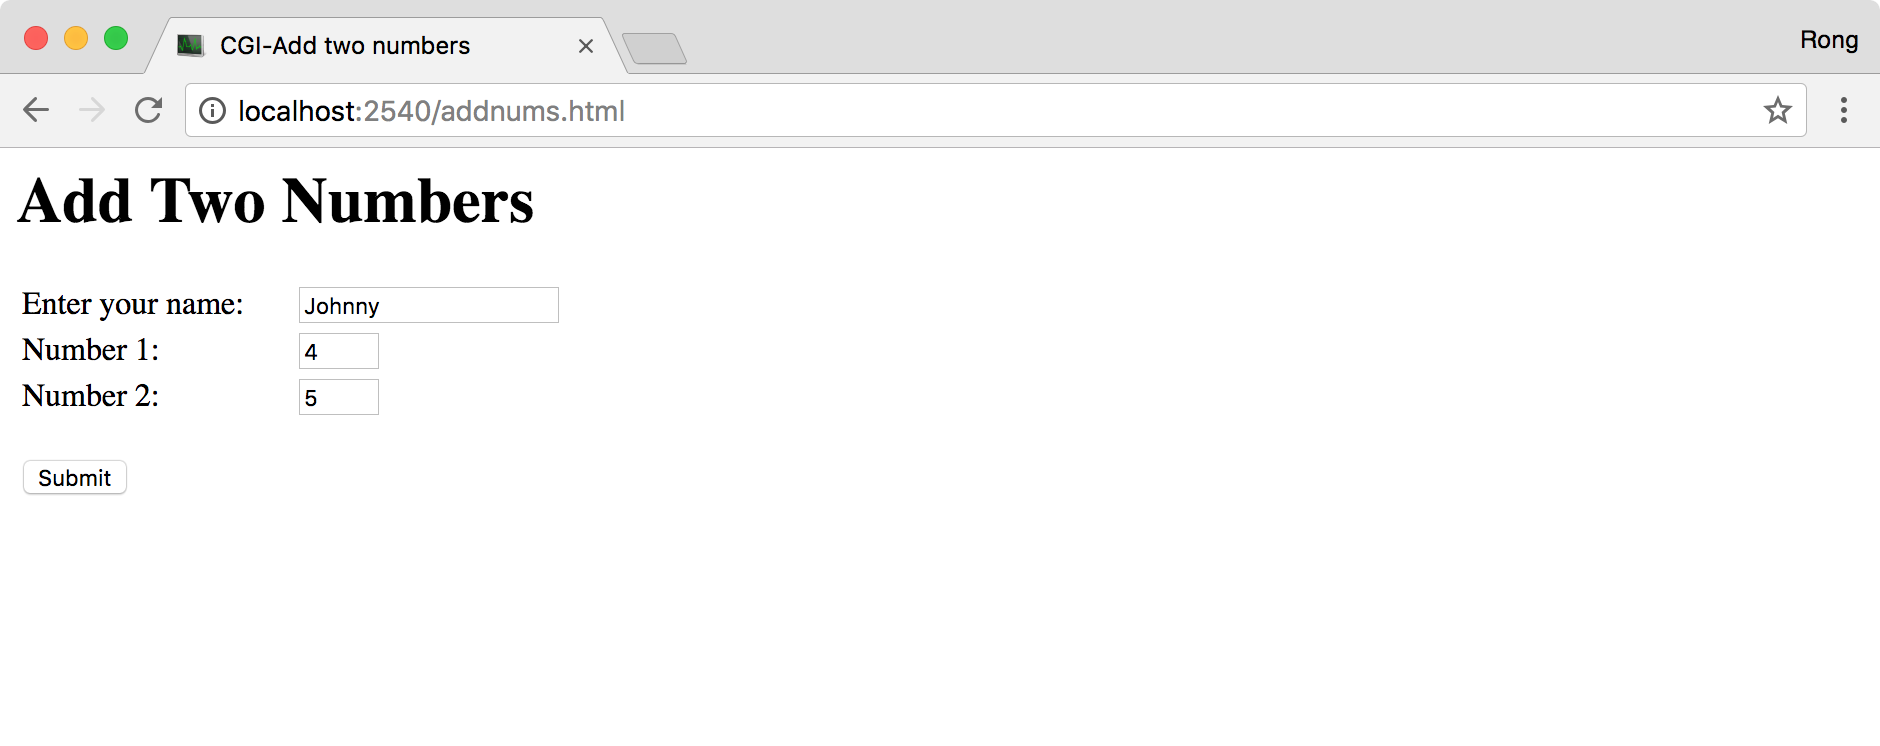 CGI-Add two numbers
Rong
localhost:2540/addnums.html
Add Two Numbers
Enter your name: Johnny
Number 1: 4
Number 2: 5
Submit